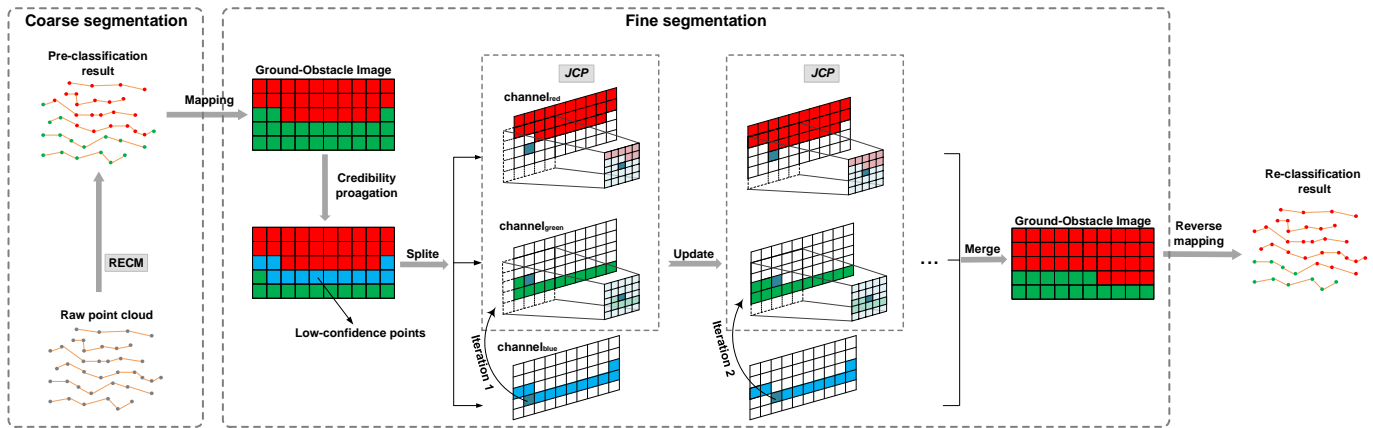 Coarse segmentation
Pre-classification
result
RECM
Raw point cloud
Fine segmentation
Mapping
Ground-Obstacle Image
Credibility
proagation
Low-confidence points
Splite
JCP
channelred
channelgreen
channelblue
Iteration 1
Update
JCP
Iteration 2
...
Merge
Ground-Obstacle Image
Reverse
mapping
Re-classification
result